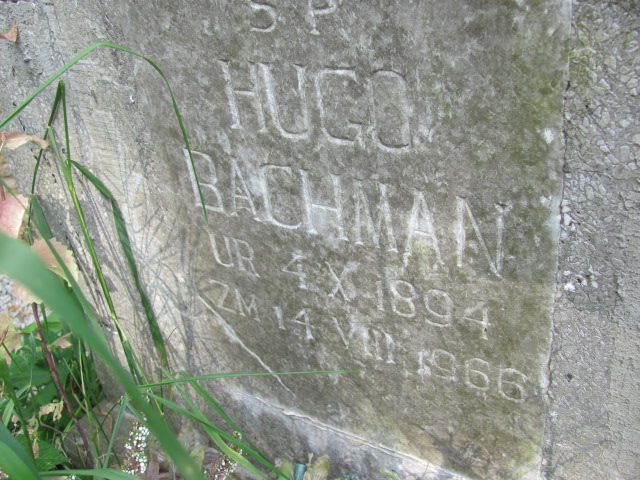 S P
HUGO
BACHMAN
UR 4 X 1894
ZM 14 VIII 1966